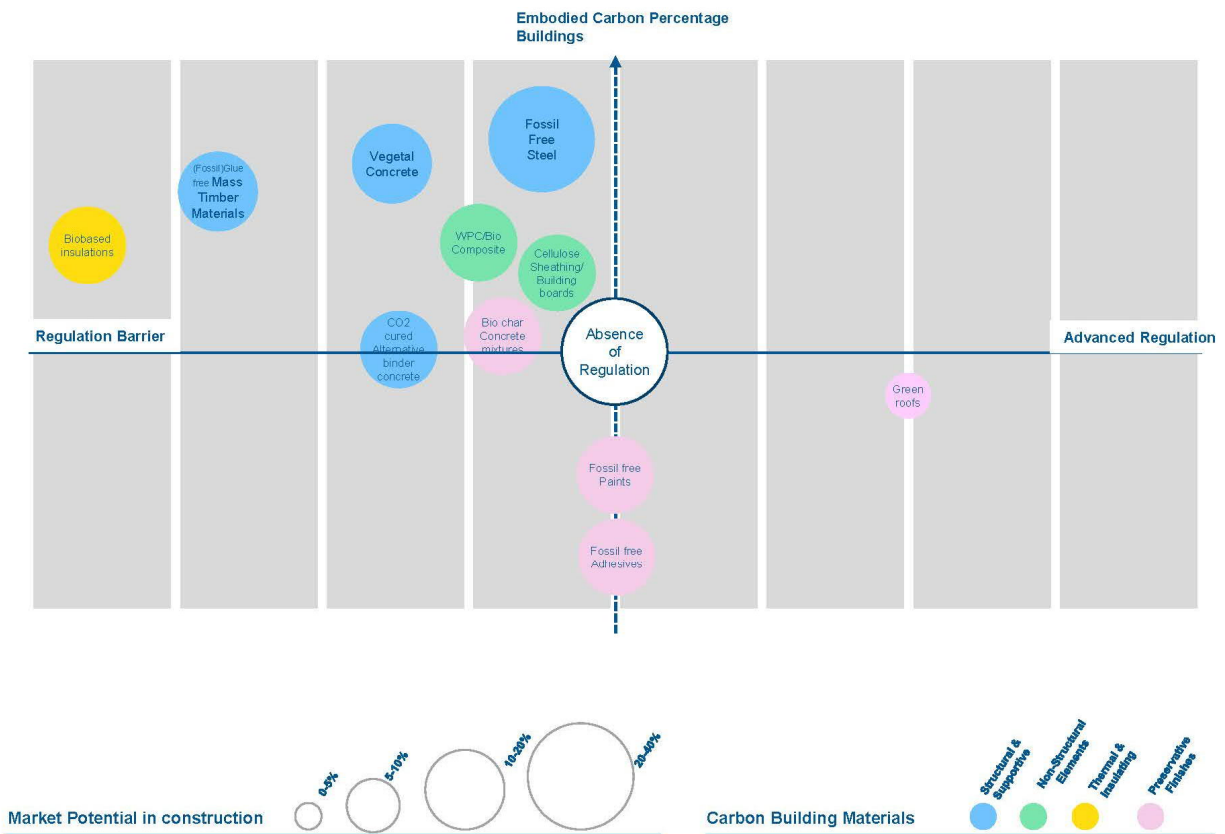 Embodied Carbon Percentage
Buildings
Fossil
Free
Steel
Vegetal
Concrete
(Fossil)Glue
free Mass
Timber
Materials
Biobased
insulations
WPC/Bio
Composite
Cellulose
Sheathing/
Building
boards
CO2
cured
Alternative
binder
concrete
Bio char
Concrete
mixtures
Absence
of
Regulation
Regulation Barrier
Advanced Regulation
Green
roofs
Fossil free
Paints
Fossil free
Adhesives
Market Potential in construction
0-5%
5-10%
10-20%
20-40%
Carbon Building Materials
Structural &
Supportive
Non-Structural
Elements
Thermal &
Insulating
Preservative
Finishes